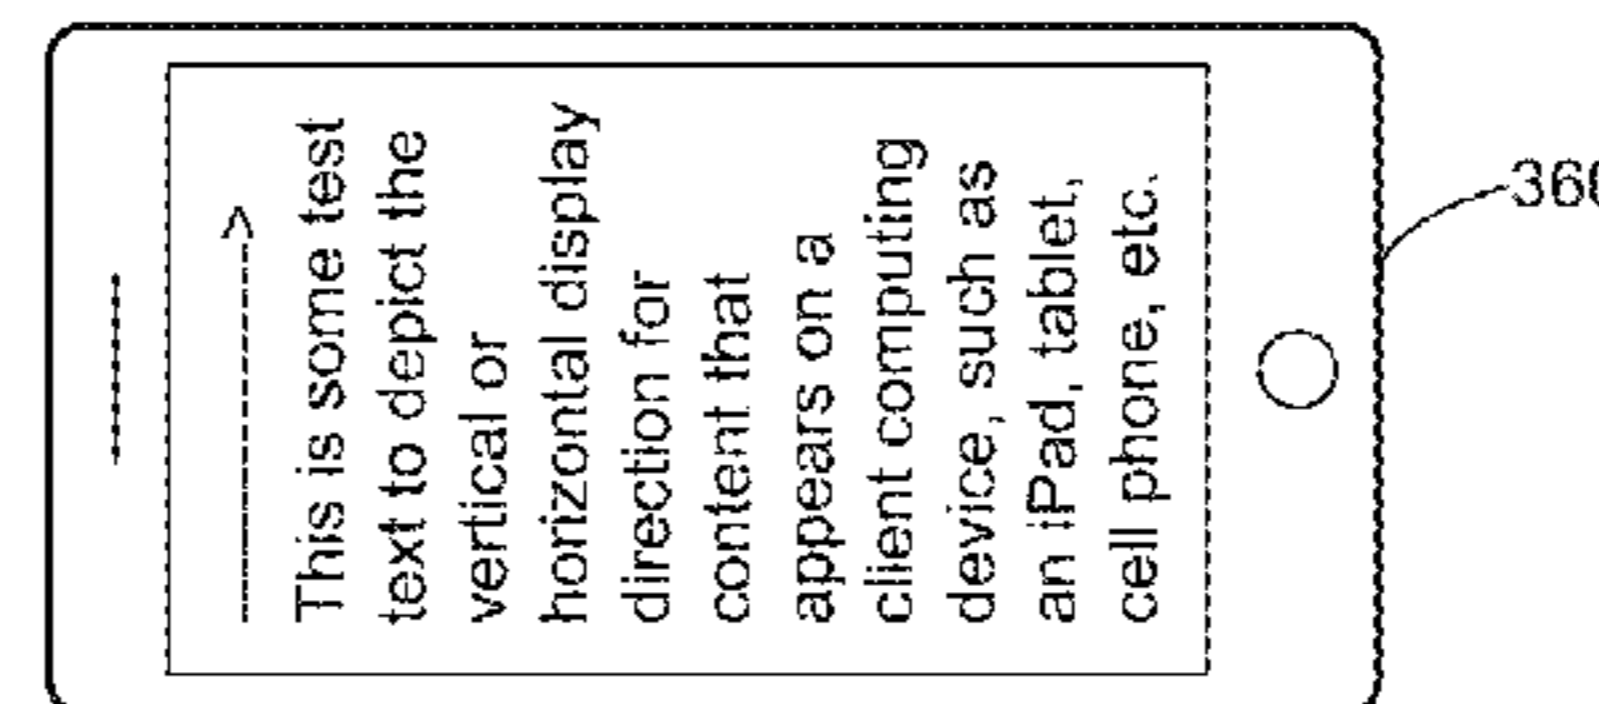 This is some test
text to depict the
vertical or
horizontal display
direction for
content that
appears on a
client computing
device, such as
an iPad, tablet,
cell phone, etc.
360